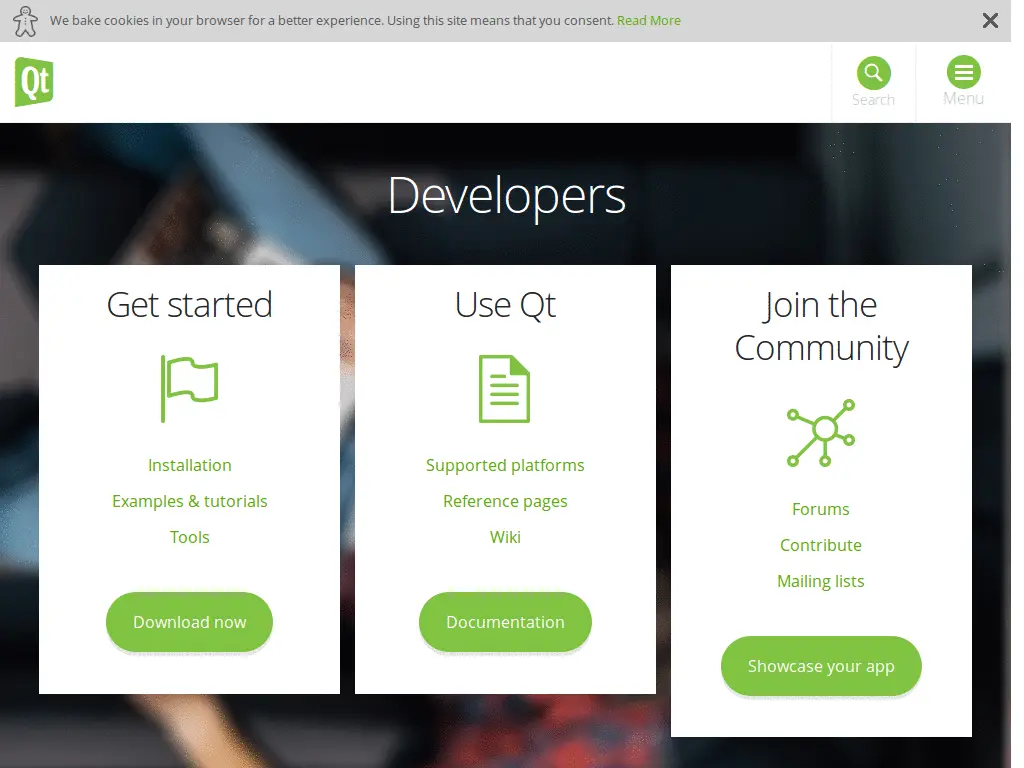 We bake cookies in your browser for a better experience. Using this site means that you consent. Read More
Qt
Search
Menu
Developers
Get started
Installation
Examples & tutorials
Tools
Download now
Use Qt
Supported platforms
Reference pages
Wiki
Documentation
Join the
Community
Forums
Contribute
Mailing lists
Showcase your app